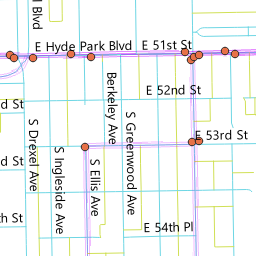 l Blvd
E Hyde Park Blvd
E 51st St
E 52nd St
Berkeley Ave
S Greenwood Ave
d St
E 53rd St
S Drexel Ave
S Ingleside Ave
S Ellis Ave
d St
E 54th Pl
th St